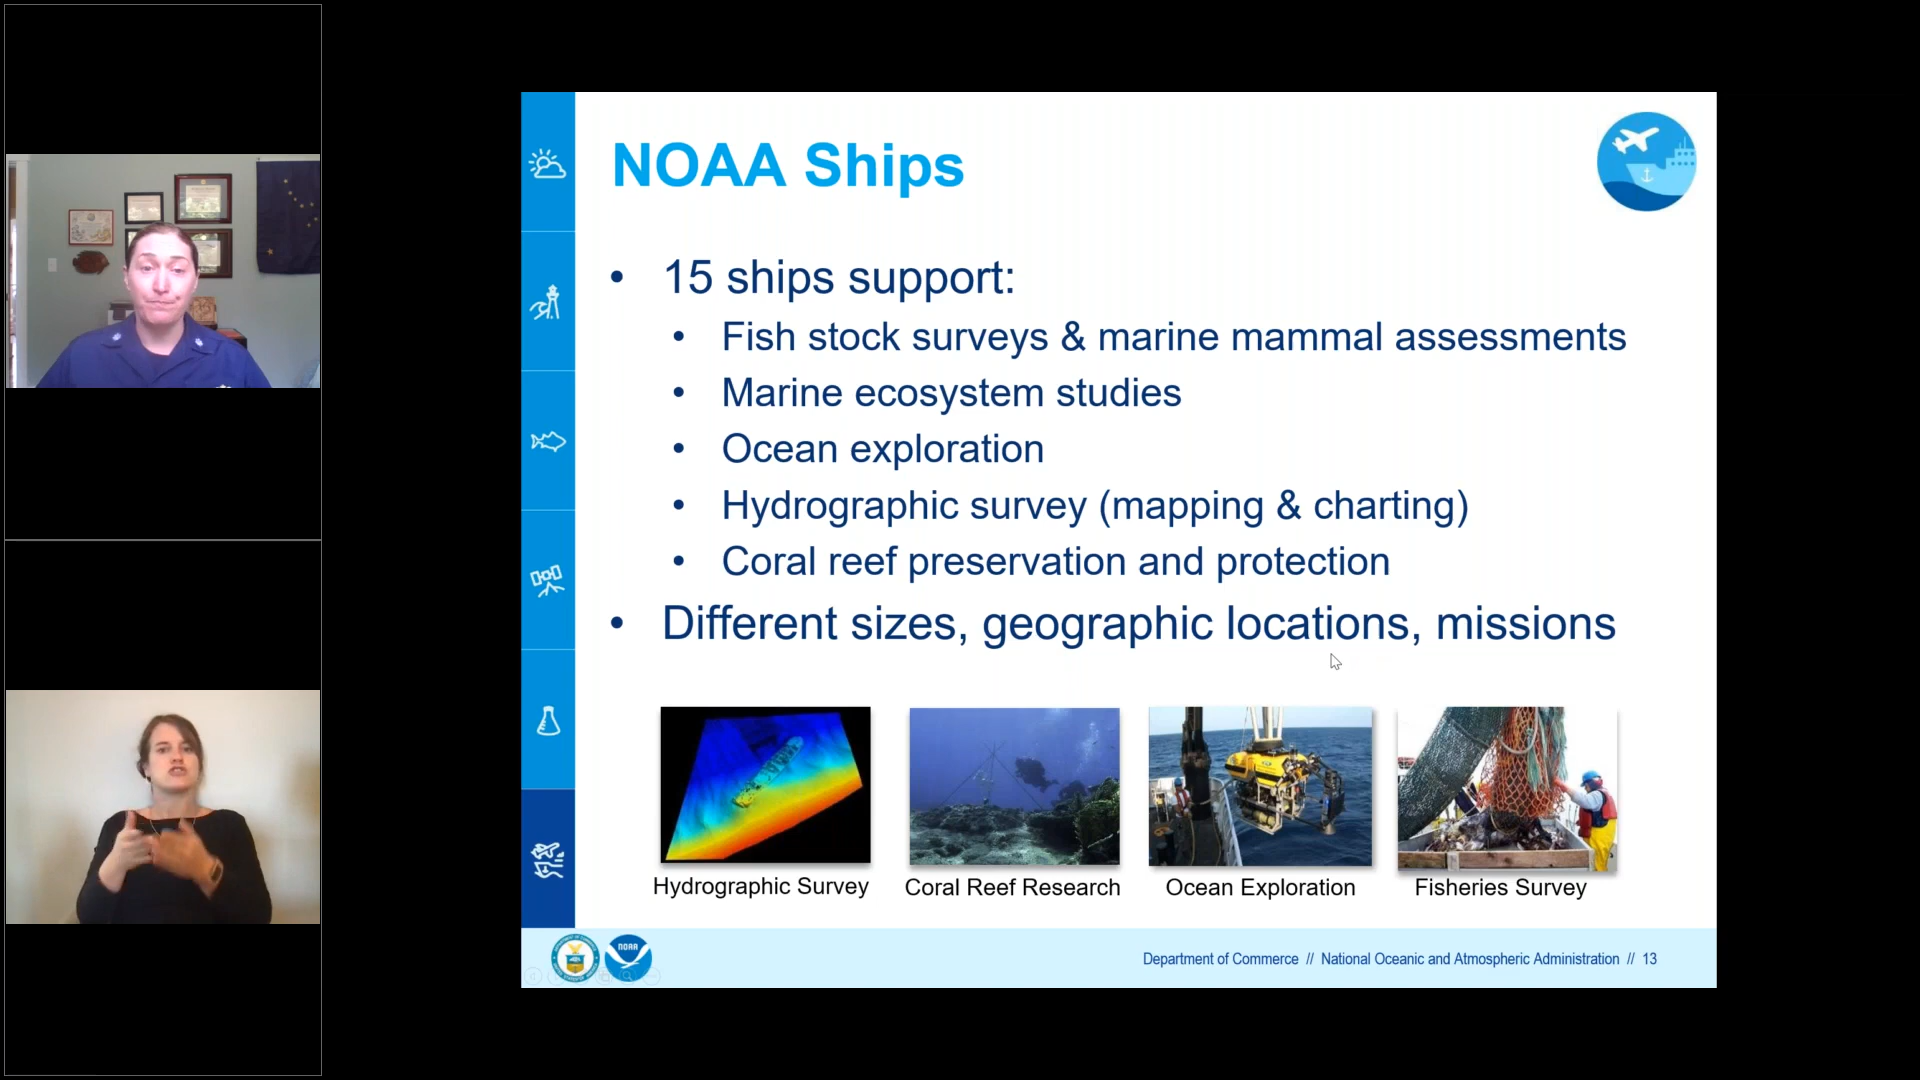 NOAA Ships
• 15 ships support:
• Fish stock surveys & marine mammal assessments
• Marine ecosystem studies
• Ocean exploration
• Hydrographic survey (mapping & charting)
• Coral reef preservation and protection
• Different sizes, geographic locations, missions
Hydrographic Survey
Coral Reef Research
Ocean Exploration
Fisheries Survey
NOAA
Department of Commerce // National Oceanic and Atmospheric Administration // 13